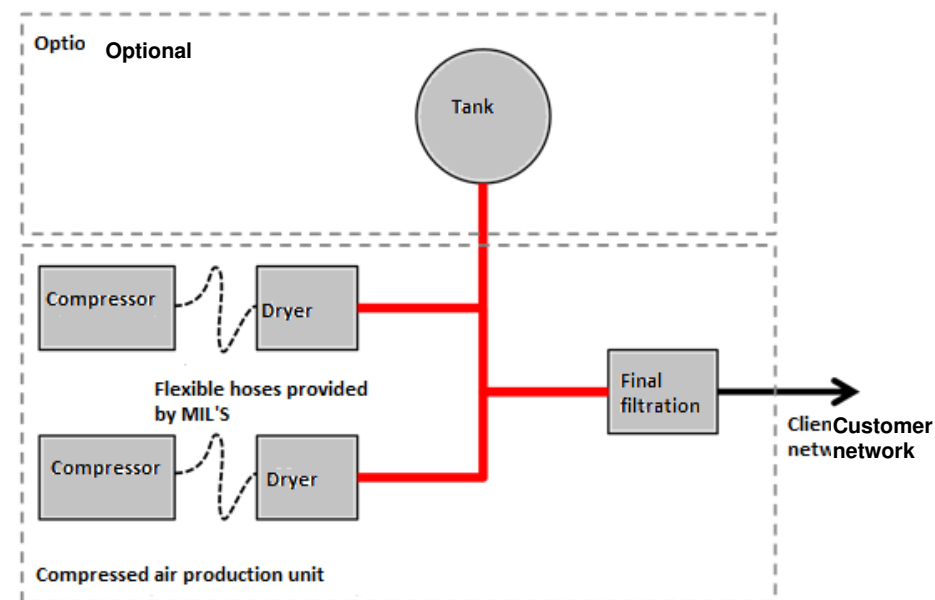 Optio Optional
Tank
Compressor
Dryer
Flexible hoses provided
by MIL'S
Final
filtration
Clien Customer
netw network
Compressor
Dryer
Compressed air production unit